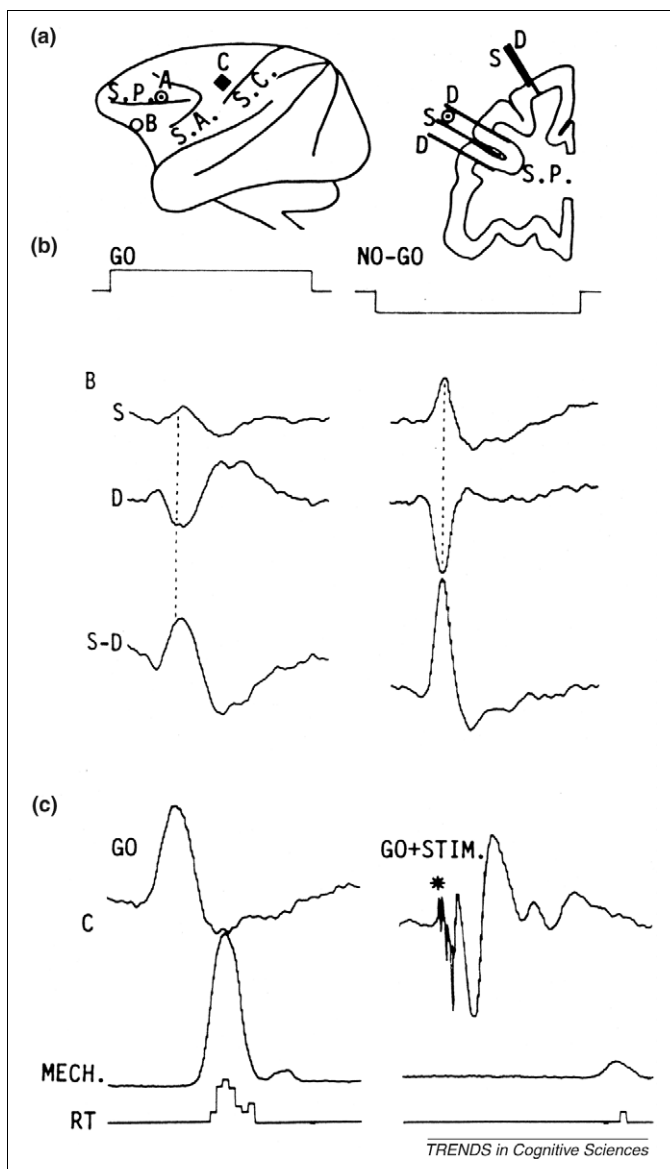 (a)
S.P. A C S.C.
B S.A.
D
S
D
S
D
S.P.
(b)
GO NO-GO
B
S
D
S-D
(c)
GO GO+STIM.
*
C
MECH.
RT
TRENDS in Cognitive Sciences